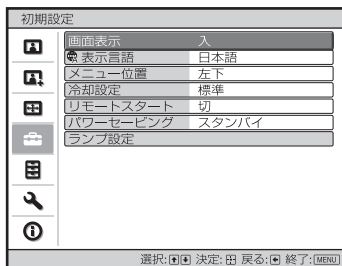 初期設定
画面表示 入
表示言語 日本語
メニュー位置 左下
冷却設定 標準
リモートスタート 切
パワーセービング スタンバイ
ランプ設定
選択: 決定: 戻る: 終了:MENU